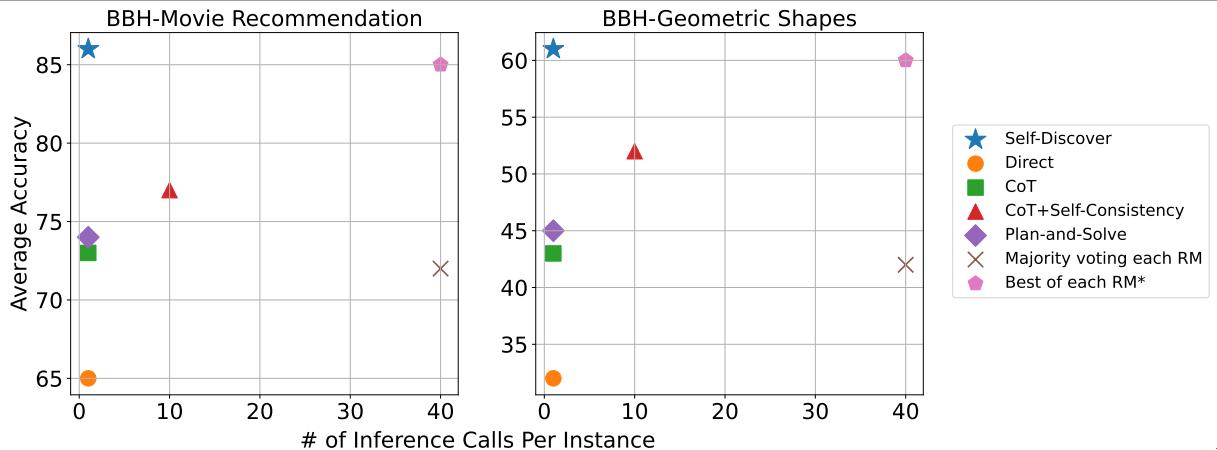 BBH-Movie Recommendation
BBH-Geometric Shapes
Average Accuracy
85
80
75
70
65
0 10 20 30 40
60
55
50
45
40
35
0 10 20 30 40
# of Inference Calls Per Instance
Self-Discover
Direct
CoT
CoT+Self-Consistency
Plan-and-Solve
Majority voting each RM
Best of each RM*